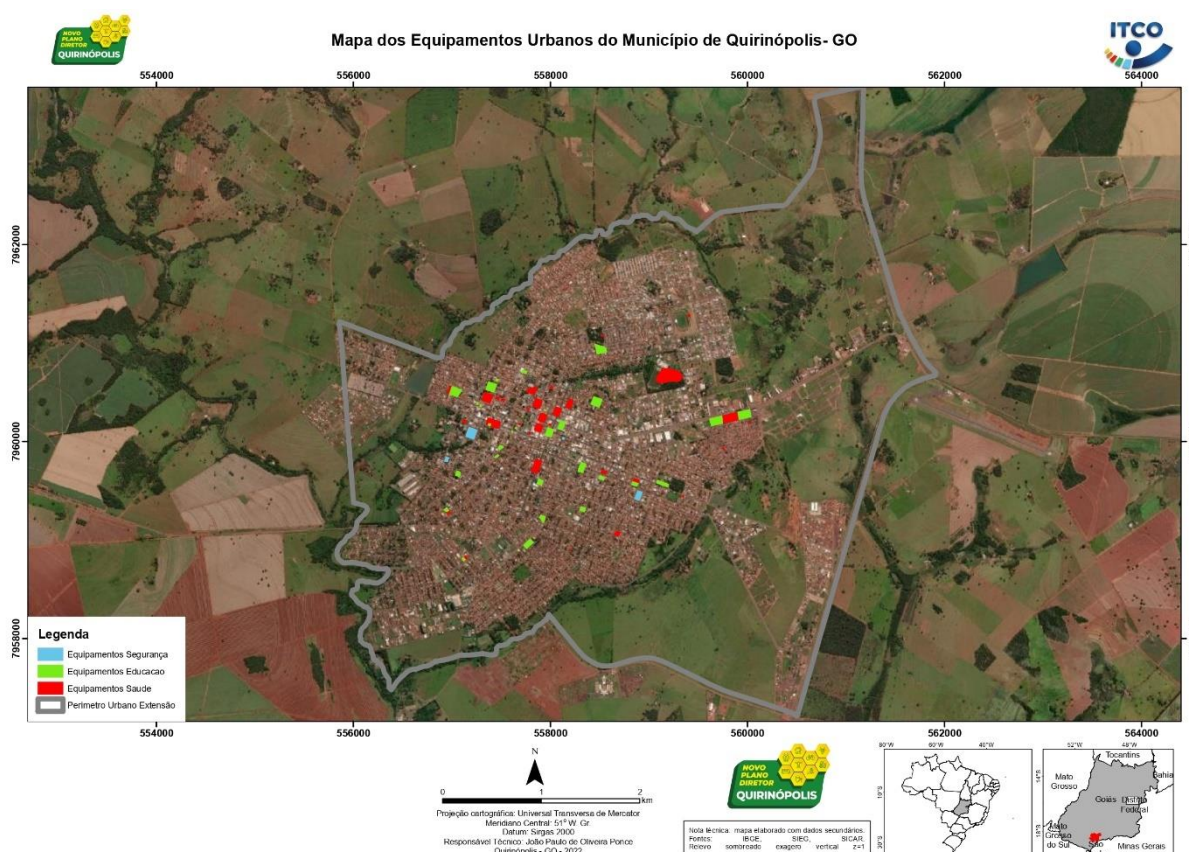 NOVO
PLANO
DIRETOR
QUIRINÓPOLIS
Mapa dos Equipamentos Urbanos do Município de Quirinópolis- GO
ITCO
554000
556000
558000
560000
562000
564000
7962000
7960000
7958000
Legenda
Equipamentos Segurança
Equipamentos Educacao
Equipamentos Saude
Perimetro Urbano Extensão
554000
556000
558000
560000
562000
564000
N
0 1 2
km
Projeção cartográfica: Universal Transversa de Mercator
Meridiano Central: 51° W. Gr.
Datum: Sirgas 2000
Responsável Técnico: João Paulo de Oliveira Ponce
Quirinópolis - GO - 2022
NOVO
PLANO
DIRETOR
QUIRINÓPOLIS
Nota técnica: mapa elaborado com dados secundários.
Fontes: IBGE, SIEG, SICAR.
Relevo sombreado exagero vertical z=1
80°W 60°W 40°W
10°S
30°S
52°W 48°W
Tocantins
Mato
Grosso
Bahia
Goiás
Distrito
Federal
Mato
Grosso
do Sul
São
Minas Gerais